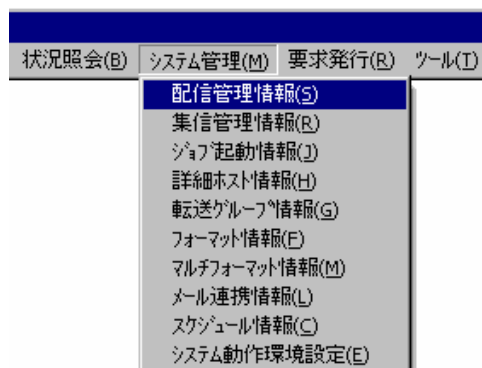 状況照会(B) ｼｽﾃﾑ管理(M) 要求発行(R) ﾂｰﾙ(T)
配信管理情報(S)
集信管理情報(R)
ｼﾞｮﾌﾞ起動情報(J)
詳細ﾎｽﾄ情報(H)
転送ｸﾞﾙｰﾌﾟ情報(G)
ﾌｫｰﾏｯﾄ情報(F)
ﾏﾙﾁﾌｫｰﾏｯﾄ情報(M)
ﾒｰﾙ連携情報(L)
ｽｹｼﾞｭｰﾙ情報(C)
ｼｽﾃﾑ動作環境設定(E)